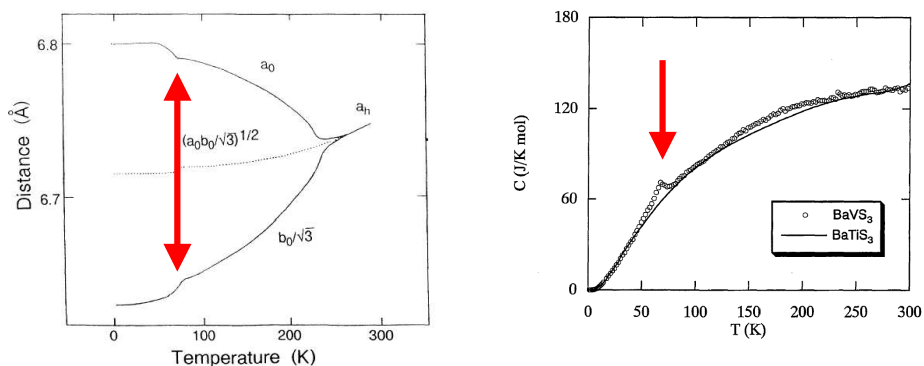 6.8
6.7
Distance (Å)
a₀
a_h
(a₀b₀/√3)^1/2
b₀/√3
0
100
200
300
Temperature (K)
180
120
60
0
C (J/K mol)
BaVS₃
BaTiS₃
0
50
100
150
200
250
300
T (K)